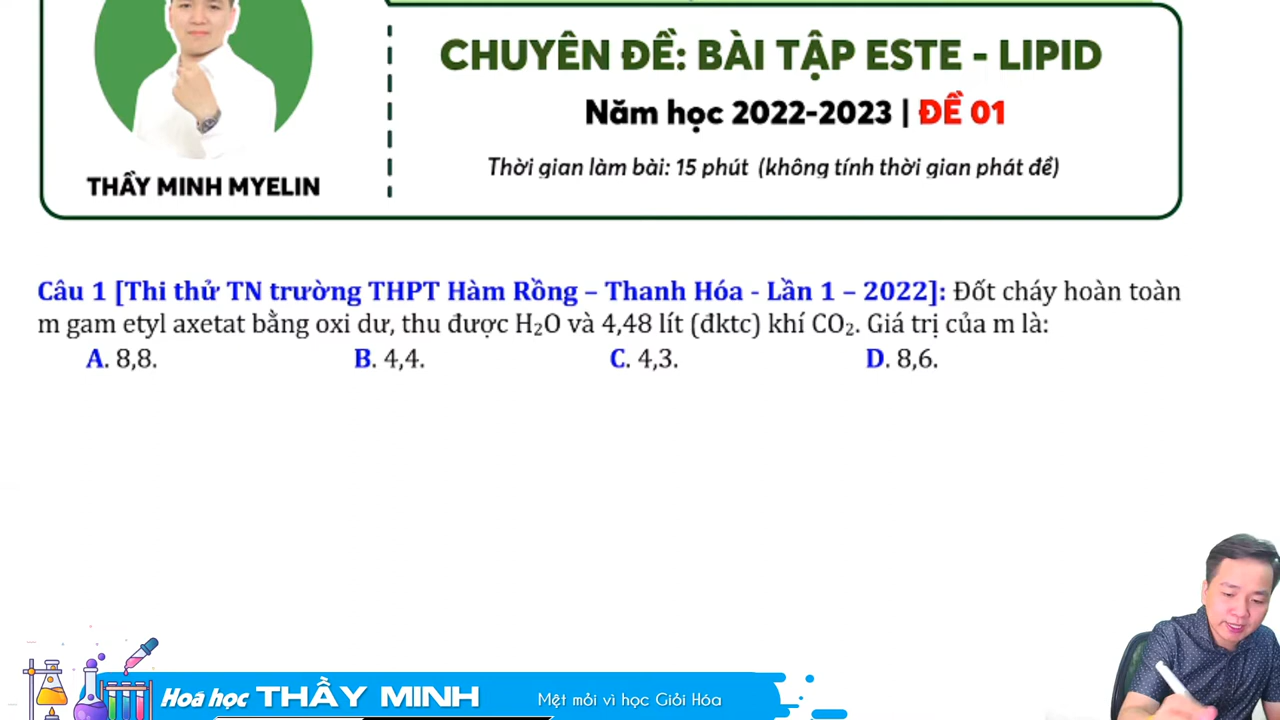 CHUYÊN ĐỀ: BÀI TẬP ESTE - LIPID
Năm học 2022-2023 | ĐỀ 01
Thời gian làm bài: 15 phút (không tính thời gian phát đề)
THẦY MINH MYELIN
Câu 1 [Thi thử TN trường THPT Hàm Rồng – Thanh Hóa - Lần 1 – 2022]: Đốt cháy hoàn toàn
m gam etyl axetat bằng oxi dư, thu được H₂O và 4,48 lít (đktc) khí CO₂. Giá trị của m là:
A. 8,8. B. 4,4. C. 4,3. D. 8,6.
Hoá học THẦY MINH Mệt mỏi vì học Giỏi Hóa